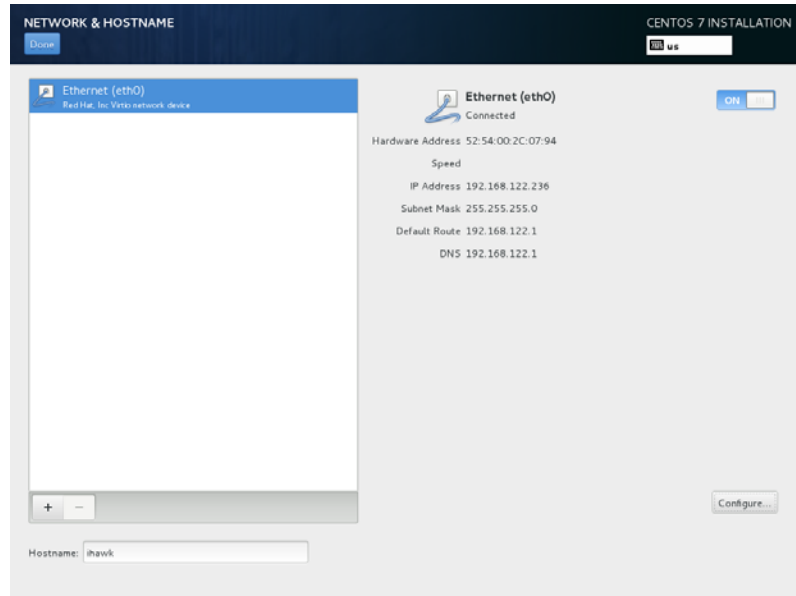 NETWORK & HOSTNAME
CENTOS 7 INSTALLATION
Done
us
Ethernet (eth0)
Red Hat, Inc Virtio network device
Ethernet (eth0)
Connected
ON
Hardware Address 52:54:00:2C:07:94
Speed
IP Address 192.168.122.236
Subnet Mask 255.255.255.0
Default Route 192.168.122.1
DNS 192.168.122.1
+ −
Configure...
Hostname: ihawk